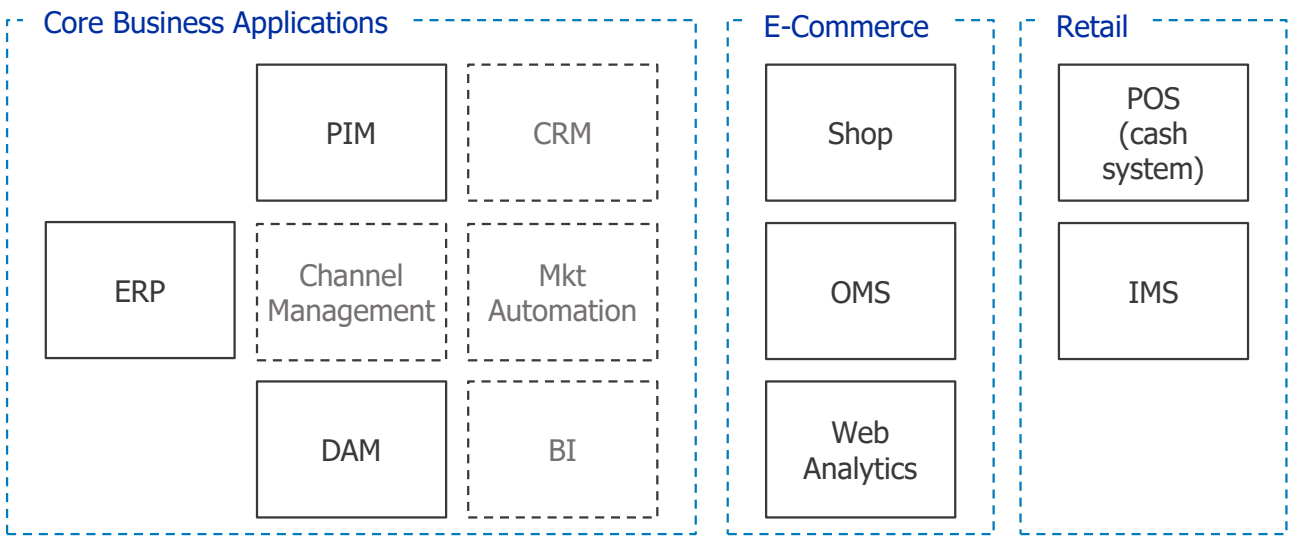 Core Business Applications
E-Commerce
Retail
PIM
CRM
Shop
POS
(cash
system)
ERP
Channel
Management
Mkt
Automation
OMS
IMS
DAM
BI
Web
Analytics